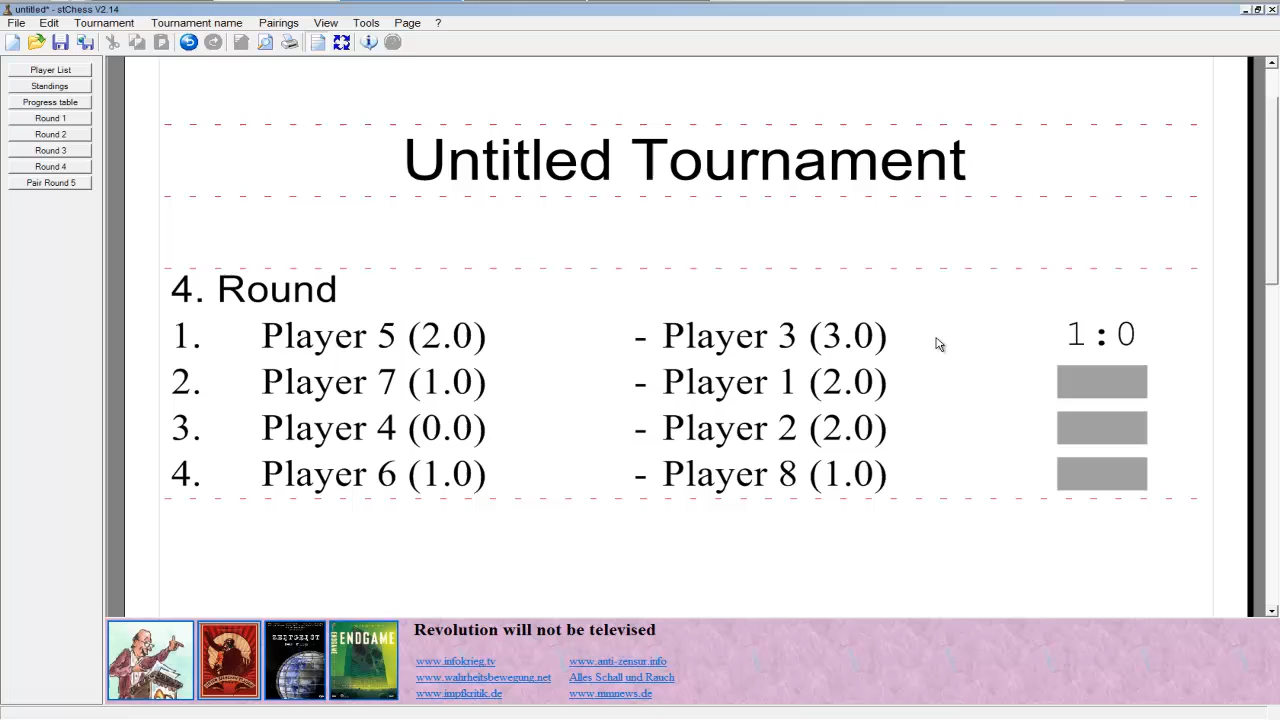 untitled* - stChess V2.14
File Edit Tournament Tournament name Pairings View Tools Page ?
Player List
Standings
Progress table
Round 1
Round 2
Round 3
Round 4
Pair Round 5
Untitled Tournament
4. Round
1. Player 5 (2.0) - Player 3 (3.0) 1:0
2. Player 7 (1.0) - Player 1 (2.0)
3. Player 4 (0.0) - Player 2 (2.0)
4. Player 6 (1.0) - Player 8 (1.0)
ZEITGEIST
ENDGAME
Revolution will not be televised
www.infokrieg.tv www.anti-zensur.info
www.wahrheitsbewegung.net Alles Schall und Rauch
www.impfkritik.de www.mmnews.de